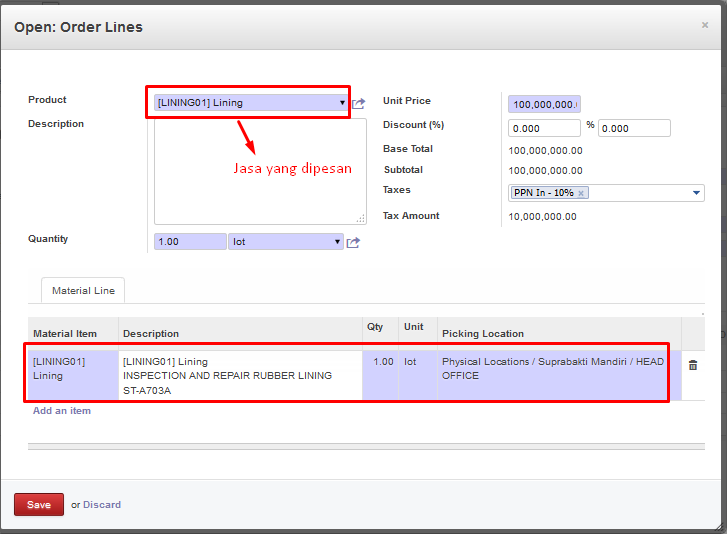 Open: Order Lines
×
Product
[LINING01] Lining
Unit Price
100,000,000.
Description
Jasa yang dipesan
Discount (%)
0.000 % 0.000
Base Total
100,000,000.00
Subtotal
100,000,000.00
Taxes
PPN In - 10% ×
Tax Amount
10,000,000.00
Quantity
1.00 lot
Material Line
Material Item Description Qty Unit Picking Location
[LINING01] Lining
[LINING01] Lining
INSPECTION AND REPAIR RUBBER LINING
ST-A703A
1.00 lot
Physical Locations / Suprabakti Mandiri / HEAD
OFFICE
Add an item
Save or Discard